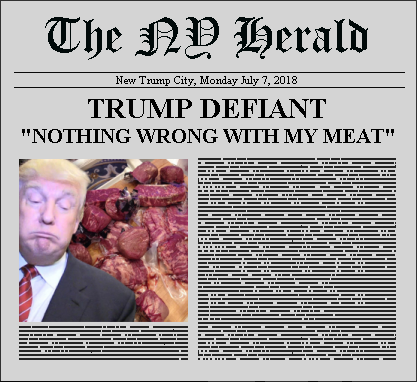 The NY Herald
New Trump City, Monday July 7, 2018
TRUMP DEFIANT
"NOTHING WRONG WITH MY MEAT"